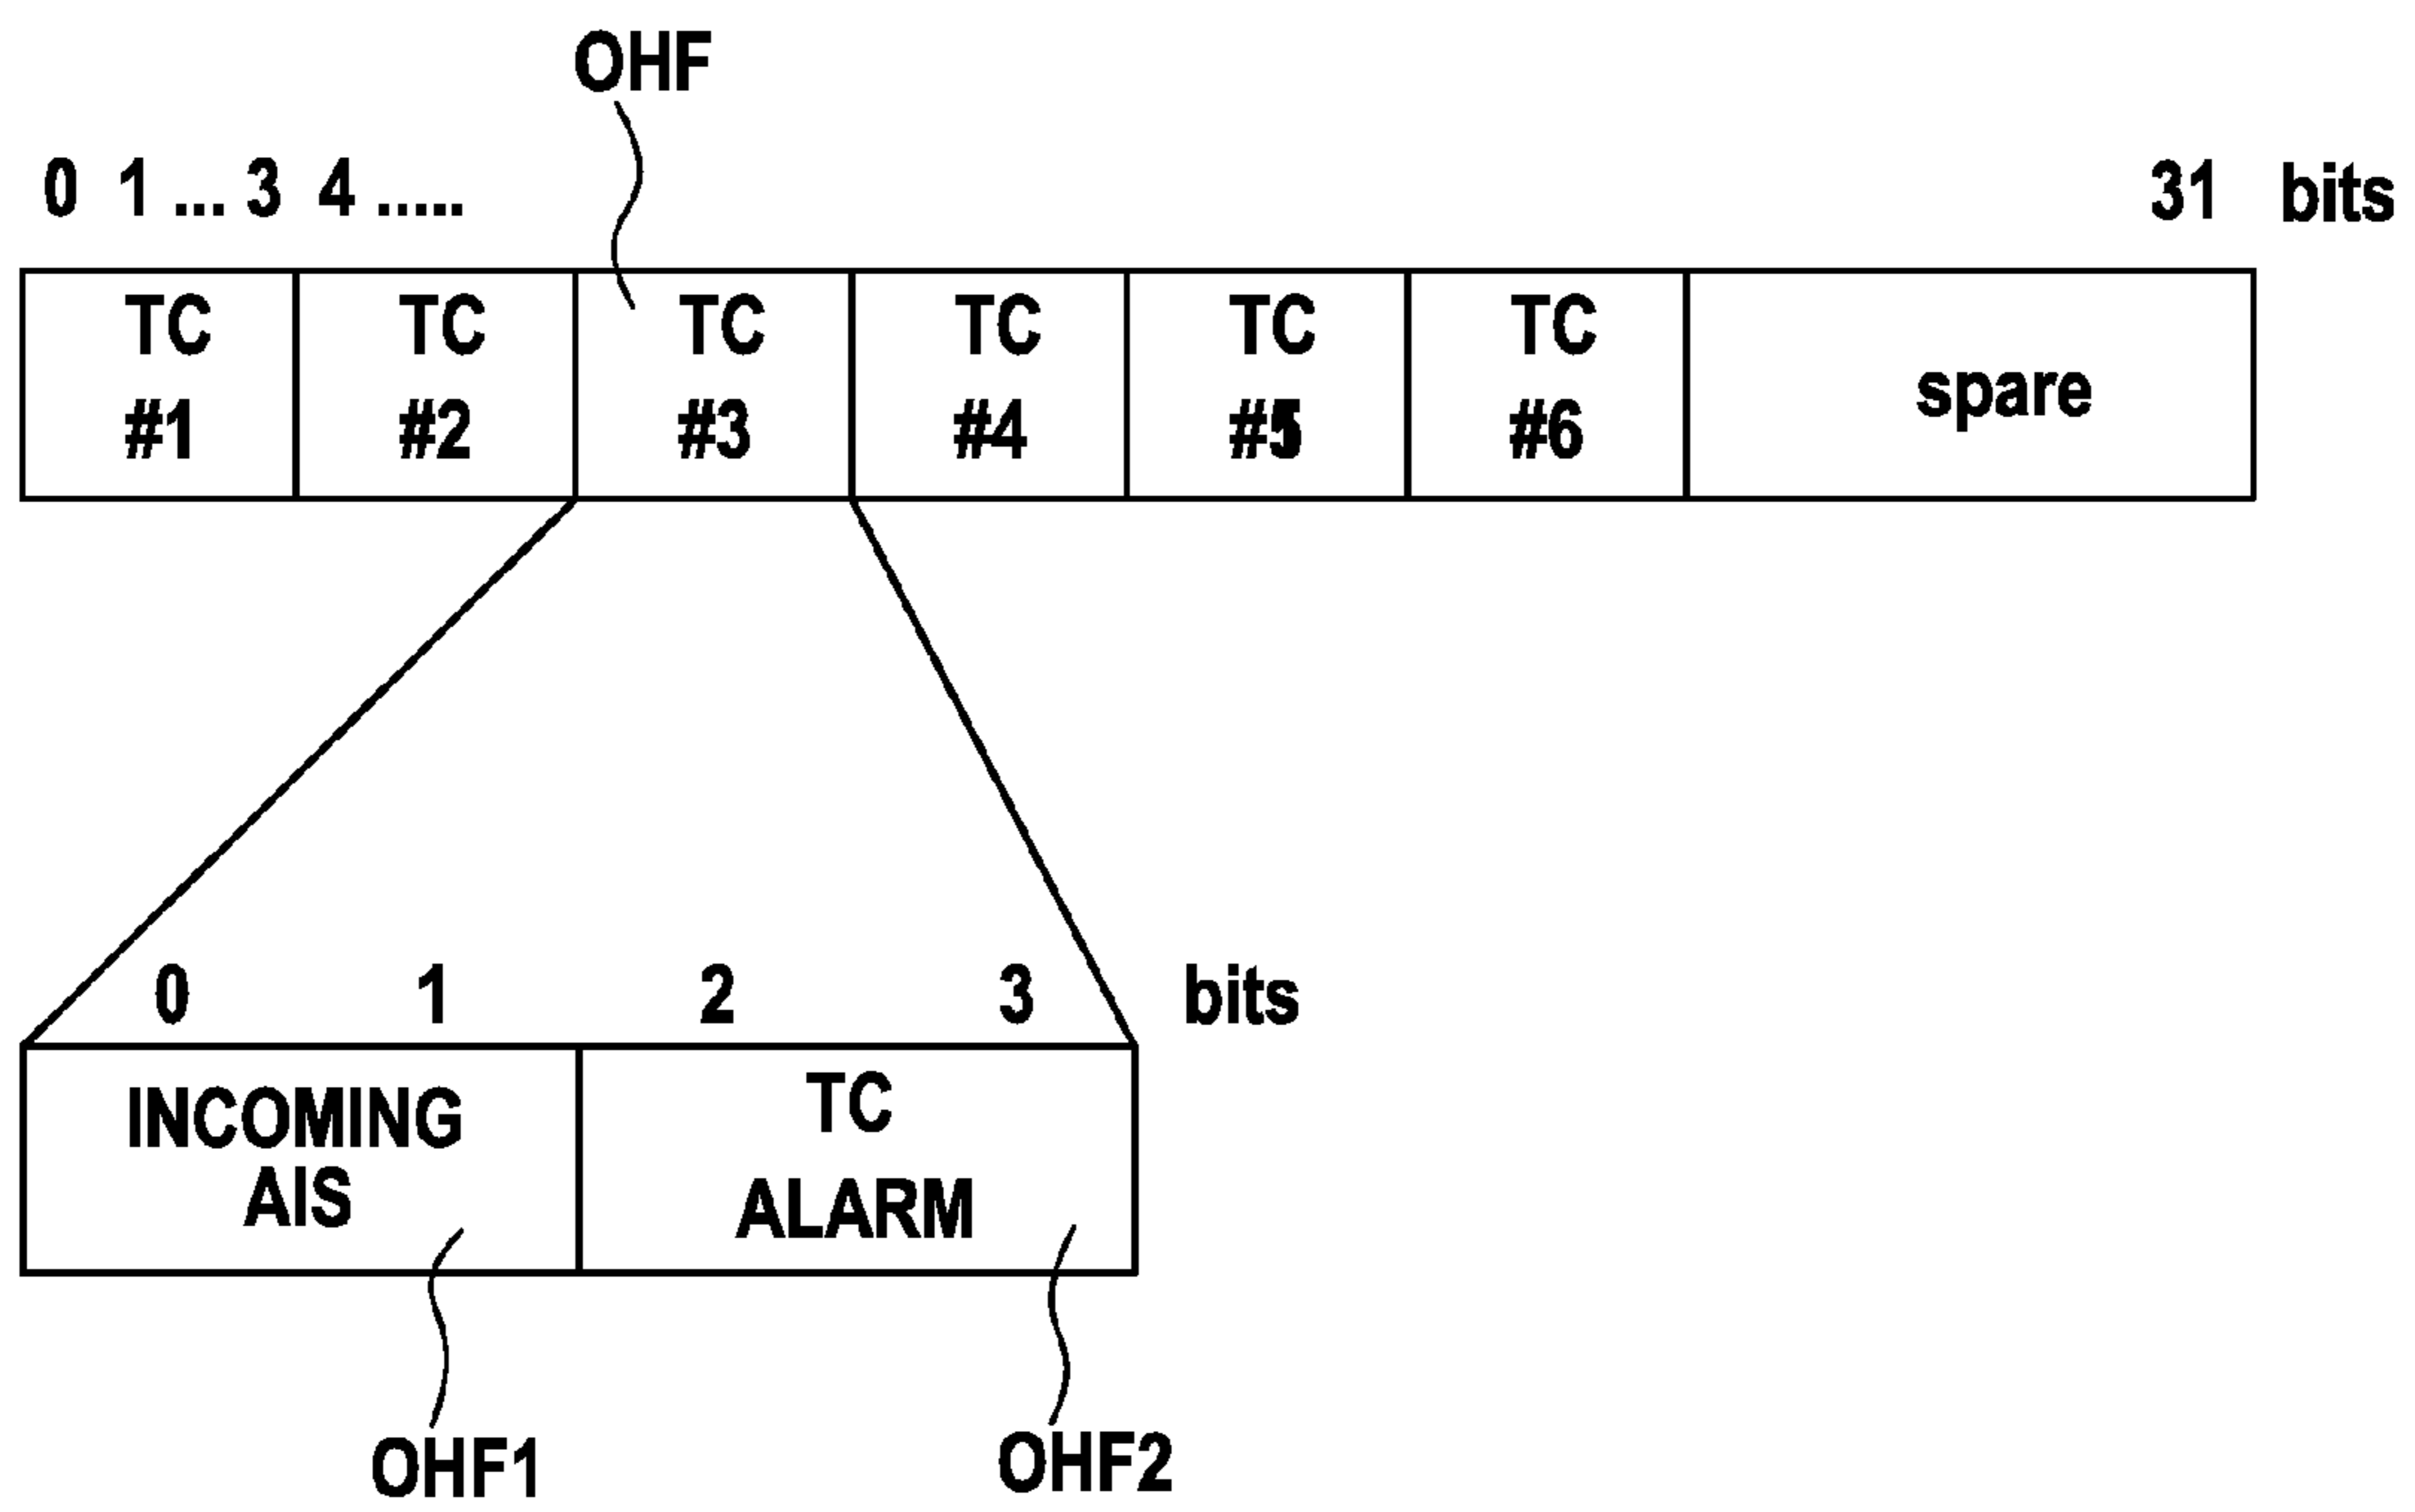 OHF
0 1 ... 3 4 ..... 31 bits
TC TC TC TC TC TC
#1 #2 #3 #4 #5 #6 spare
0 1 2 3 bits
INCOMING AIS
TC ALARM
OHF1 OHF2